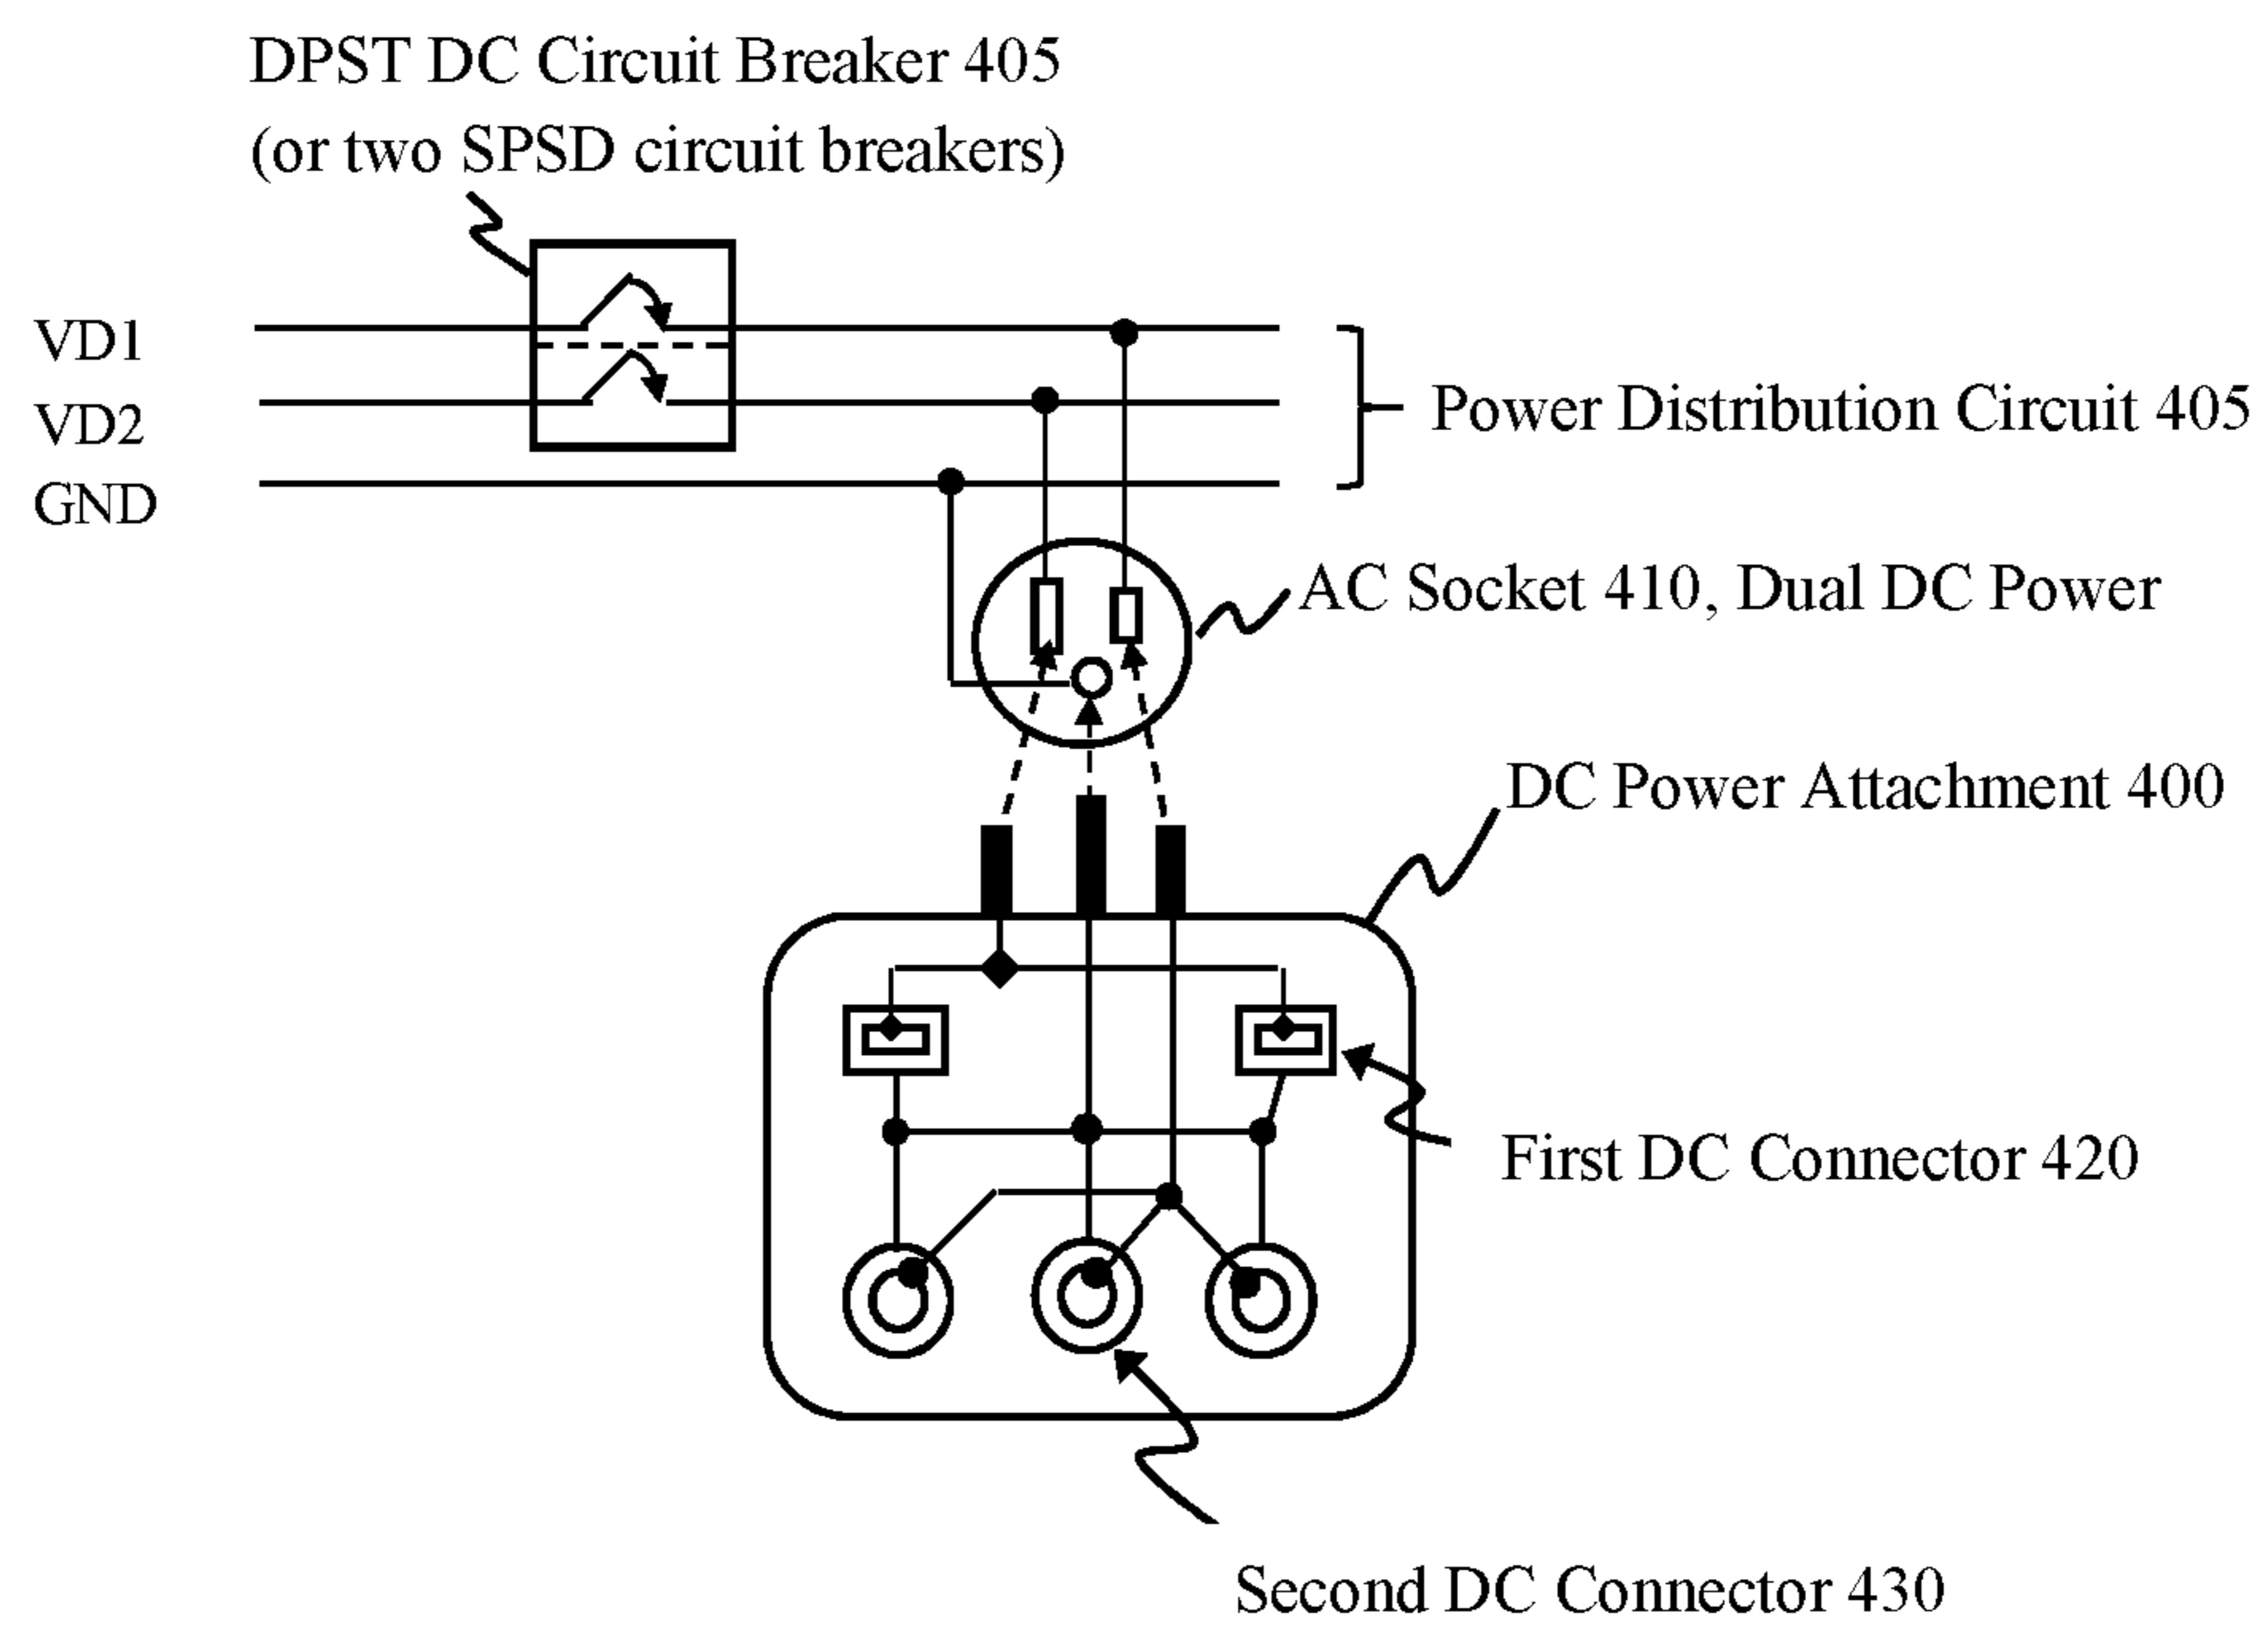 DPST DC Circuit Breaker 405
(or two SPSD circuit breakers)
VD1
VD2
GND
Power Distribution Circuit 405
AC Socket 410, Dual DC Power
DC Power Attachment 400
First DC Connector 420
Second DC Connector 430